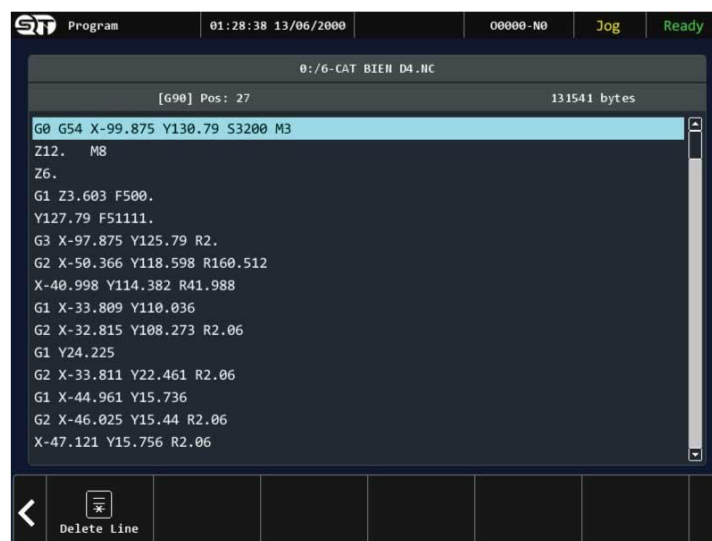 Program 01:28:38 13/06/2000 O0000-N0 Jog Ready
0:/6-CAT BIEN D4.NC
[G90] Pos: 27 131541 bytes
G0 G54 X-99.875 Y130.79 S3200 M3
Z12. M8
Z6.
G1 Z3.603 F500.
Y127.79 F51111.
G3 X-97.875 Y125.79 R2.
G2 X-50.366 Y118.598 R160.512
X-40.998 Y114.382 R41.988
G1 X-33.809 Y110.036
G2 X-32.815 Y108.273 R2.06
G1 Y24.225
G2 X-33.811 Y22.461 R2.06
G1 X-44.961 Y15.736
G2 X-46.025 Y15.44 R2.06
X-47.121 Y15.756 R2.06
Delete Line